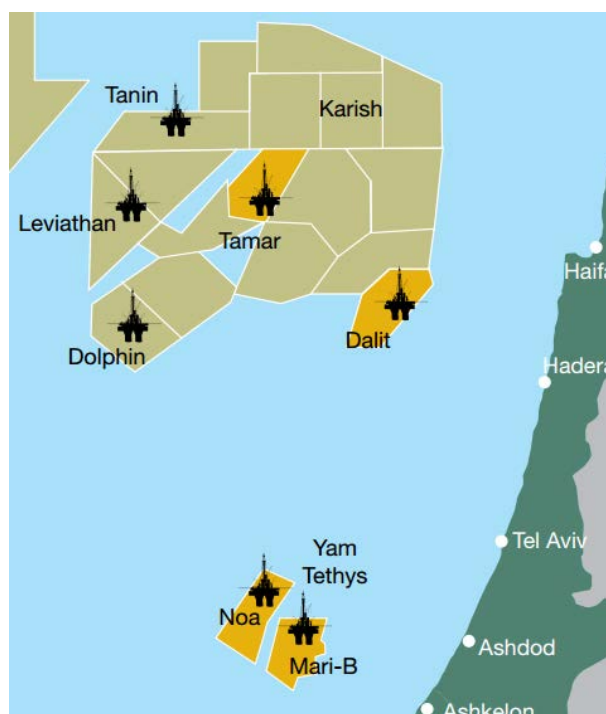 Tanin
Karish
Leviathan
Tamar
Haifa
Dolphin
Dalit
Hadera
Yam
Tethys
Tel Aviv
Noa
Mari-B
Ashdod
Ashkelon